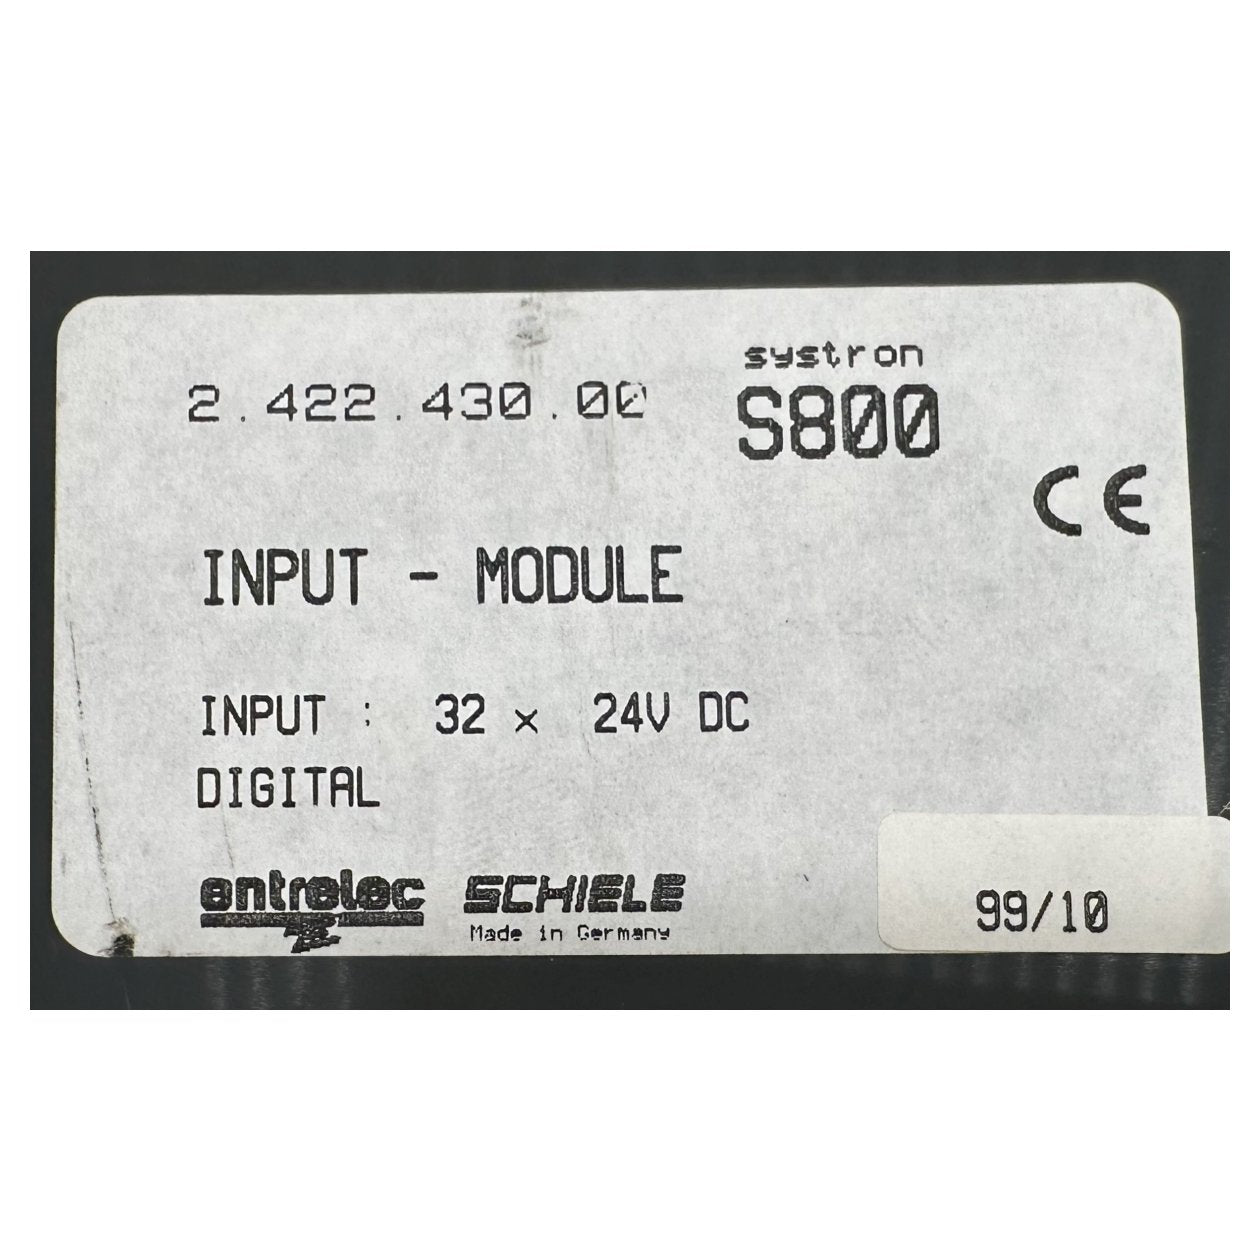 systron
2.422.430.00
S800
CE
INPUT - MODULE
INPUT : 32 x 24V DC
DIGITAL
entrelec SCHIELE
Made in Germany
99/10